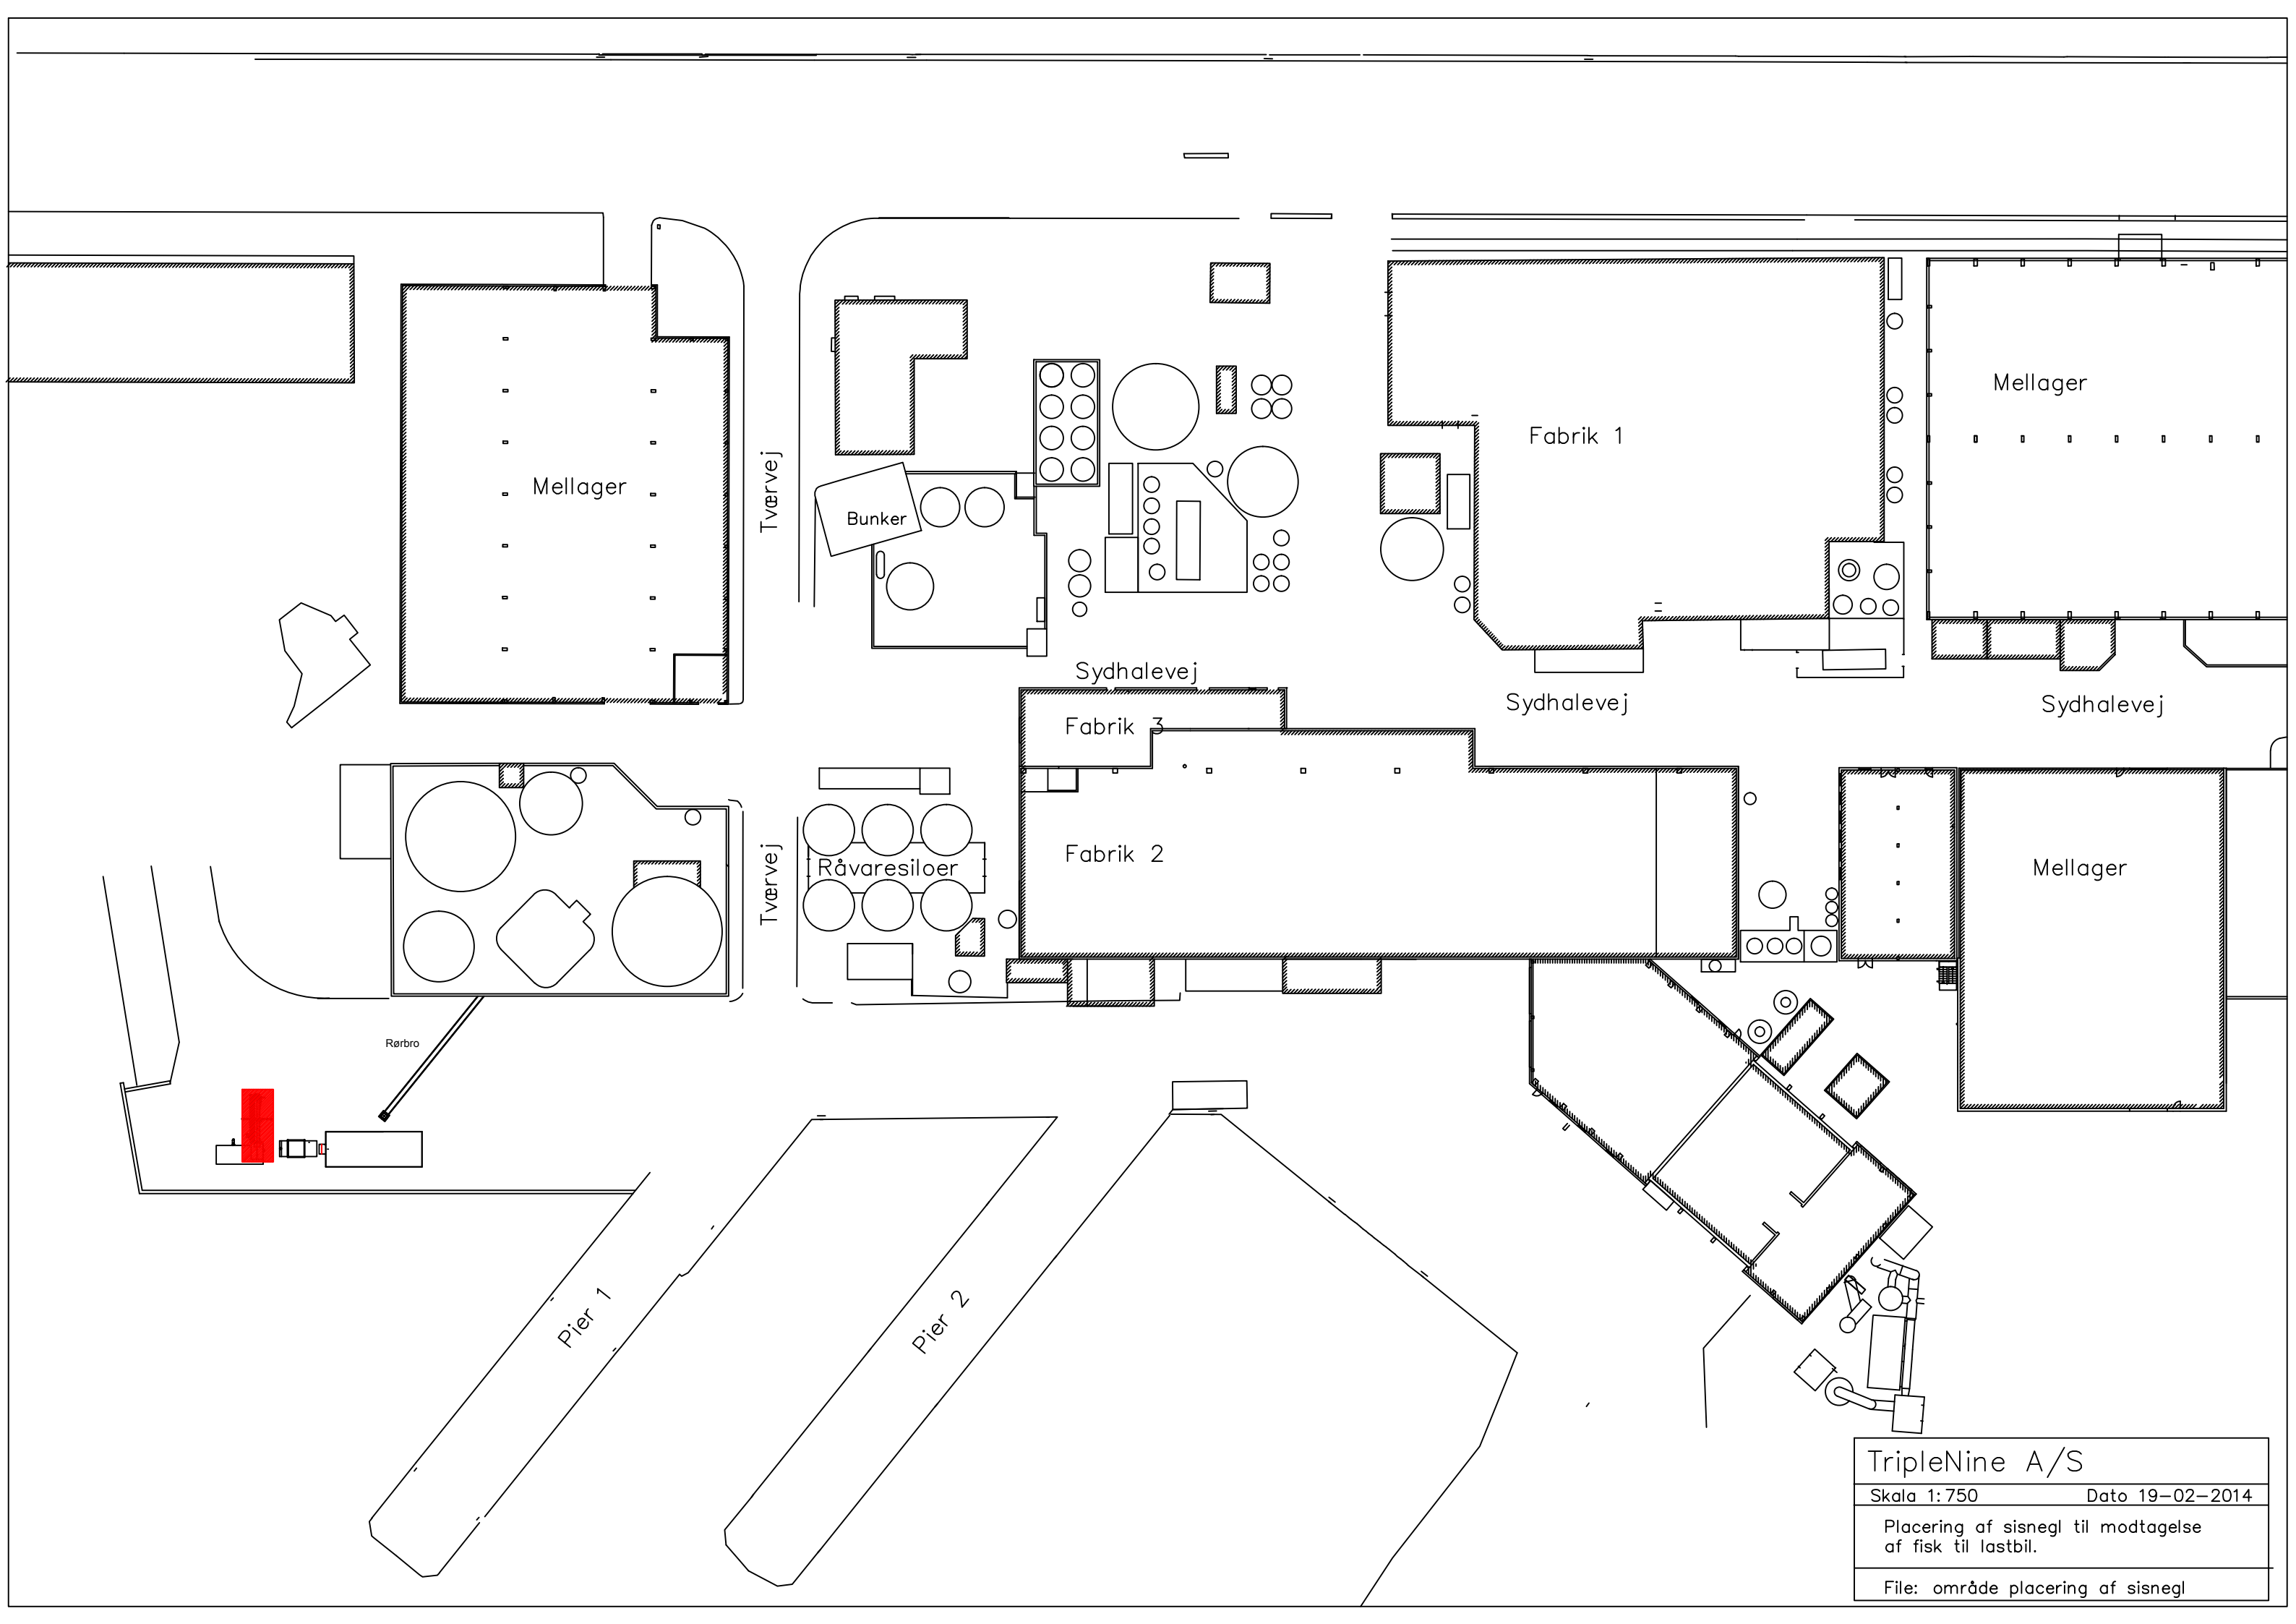 Mellager
Fabrik 1
Mellager
Tværvej
Bunker
Sydhalevej
Sydhalevej
Sydhalevej
Fabrik 3
Fabrik 2
Råvaresiloer
Tværvej
Mellager
Rørbro
Pier 1
Pier 2
TripleNine A/S
Skala 1:750 Dato 19-02-2014
Placering af sisnegl til modtagelse
af fisk til lastbil.
File: område placering af sisnegl